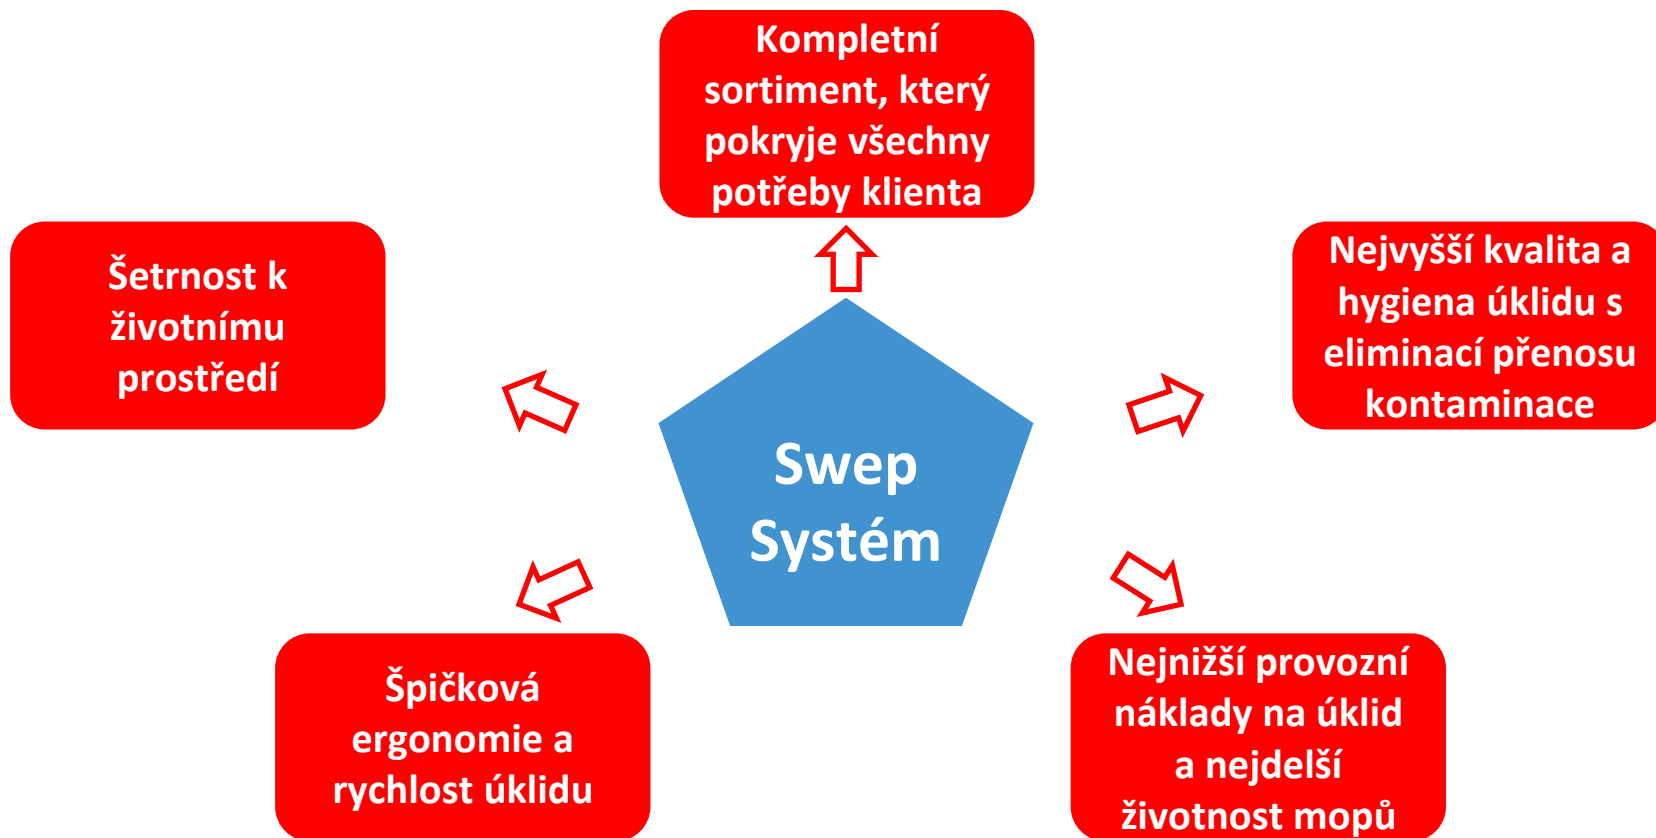 Kompletní
sortiment, který
pokryje všechny
potřeby klienta
Šetrnost k
životnímu
prostředí
Nejvyšší kvalita a
hygiena úklidu s
eliminací přenosu
kontaminace
Swep
Systém
Špičková
ergonomie a
rychlost úklidu
Nejnižší provozní
náklady na úklid
a nejdelší
životnost mopů